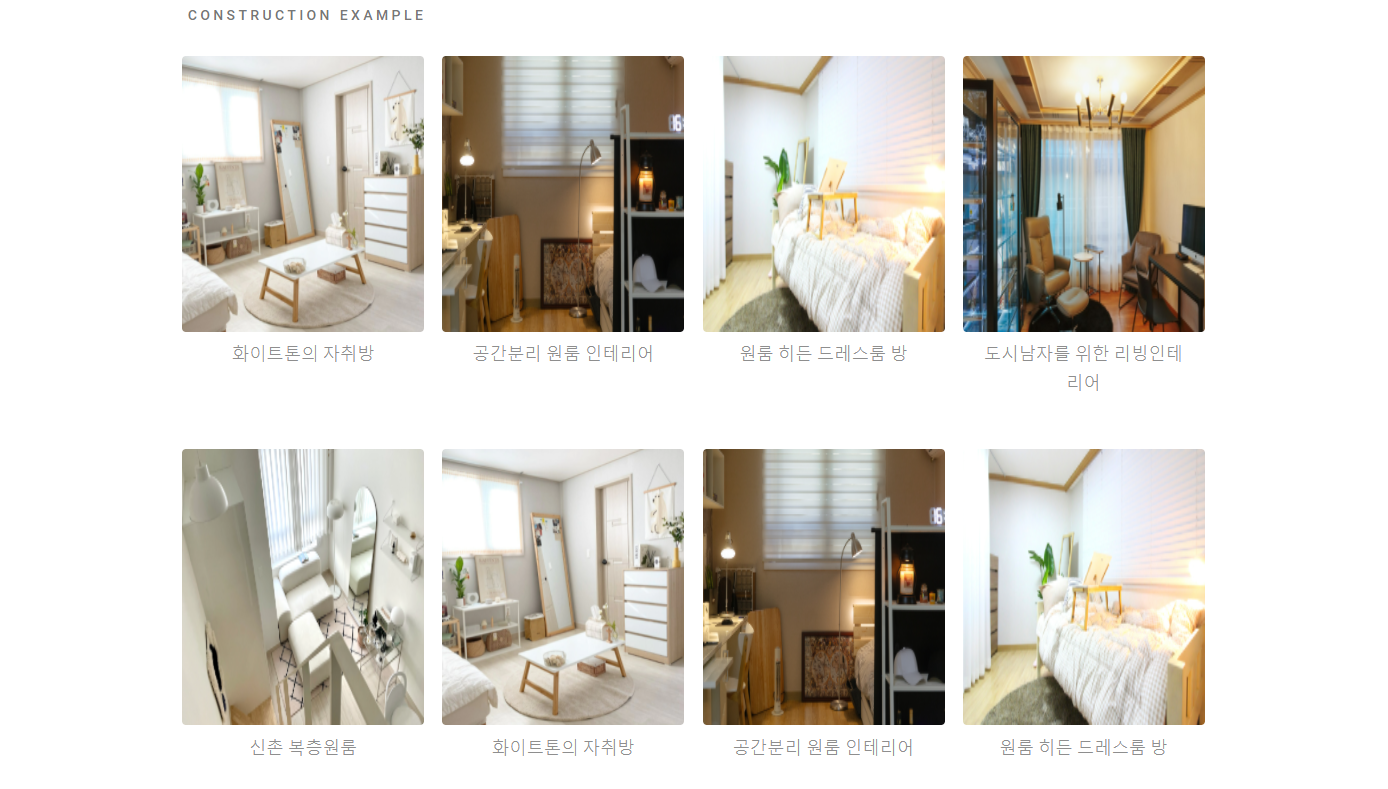 CONSTRUCTION EXAMPLE
16:
화이트톤의 자취방
공간분리 원룸 인테리어
원룸 히든 드레스룸 방
도시남자를 위한 리빙인테
리어
16:
신촌 복층원룸
화이트톤의 자취방
공간분리 원룸 인테리어
원룸 히든 드레스룸 방